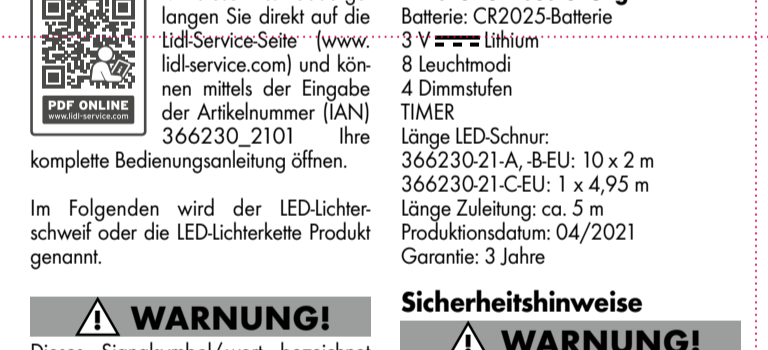 langen Sie direkt auf die
Lidl-Service-Seite (www.
lidl-service.com) und kön-
nen mittels der Eingabe
der Artikelnummer (IAN)
366230_2101 Ihre
PDF ONLINE
www.lidl-service.com
komplette Bedienungsanleitung öffnen.
Im Folgenden wird der LED-Lichter-
schweif oder die LED-Lichterkette Produkt
genannt.
WARNUNG!
Dieses Signalsymbol/-wort bezeichnet
Batterie: CR2025-Batterie
3 V Lithium
8 Leuchtmodi
4 Dimmstufen
TIMER
Länge LED-Schnur:
366230-21-A, -B-EU: 10 x 2 m
366230-21-C-EU: 1 x 4,95 m
Länge Zuleitung: ca. 5 m
Produktionsdatum: 04/2021
Garantie: 3 Jahre
Sicherheitshinweise
WARNUNG!